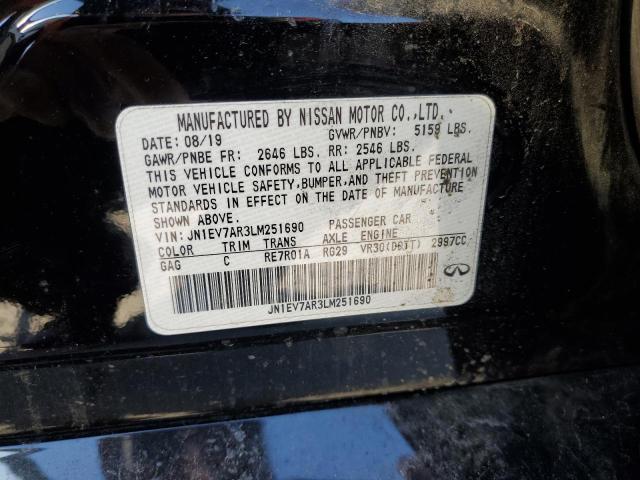 MANUFACTURED BY NISSAN MOTOR CO.,LTD.
DATE: 08/19 GVWR/PNBV: 5159 LBS.
GAWR/PNBE FR: 2646 LBS. RR: 2546 LBS.
THIS VEHICLE CONFORMS TO ALL APPLICABLE FEDERAL
MOTOR VEHICLE SAFETY, BUMPER, AND THEFT PREVENTION
STANDARDS IN EFFECT ON THE DATE OF MANUFACTURE
SHOWN ABOVE.
VIN: JN1EV7AR3LM251690 PASSENGER CAR
COLOR TRIM TRANS AXLE ENGINE
GAG C RE7R01A RG29 VR30(DDTT) 2997CC
JN1EV7AR3LM251690